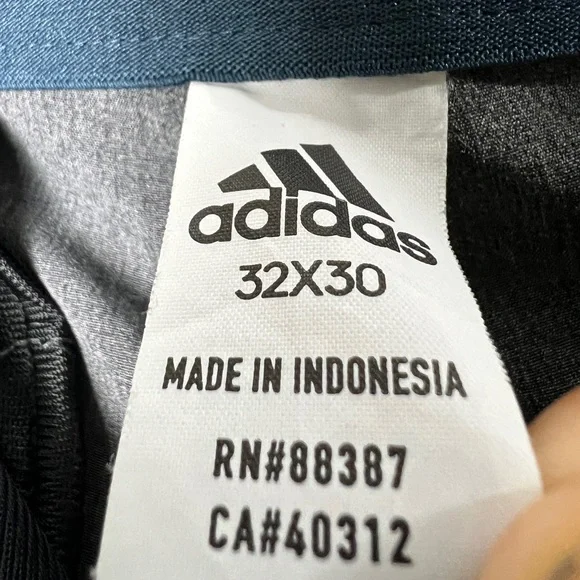 adidas
32X30
MADE IN INDONESIA
RN#88387
CA#40312